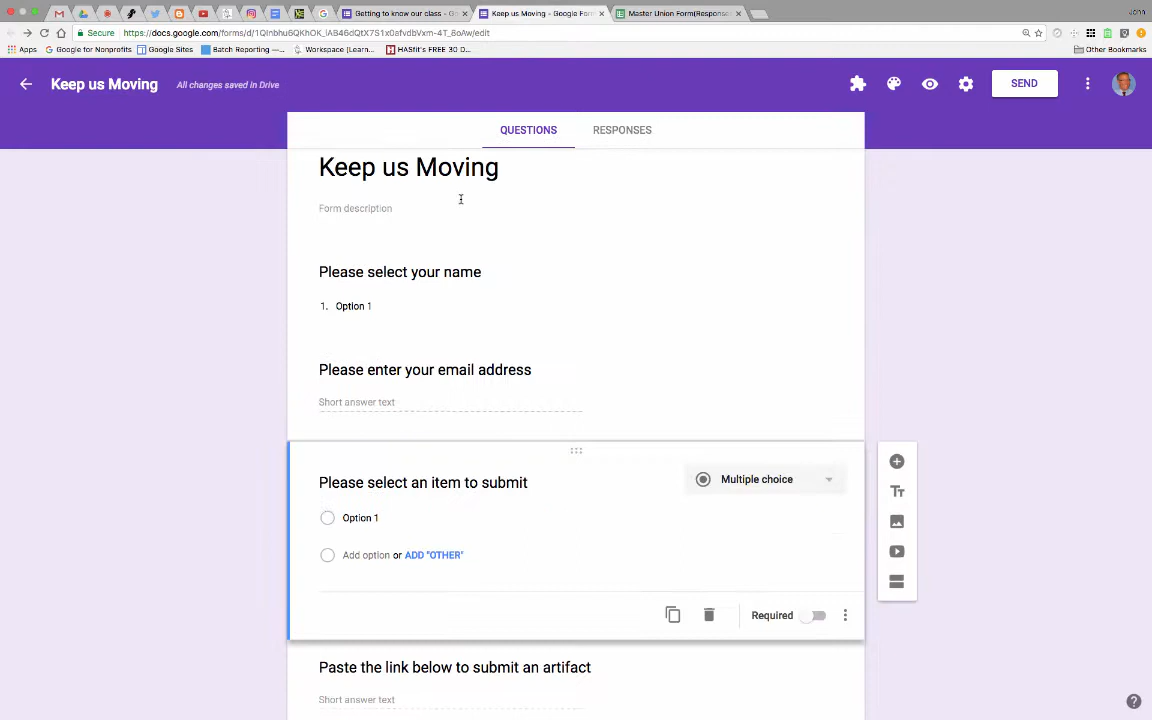 John
Getting to know our class - Go
Keep us Moving - Google Form
Master Union Form(Response
Secure
https://docs.google.com/forms/d/1QInbhu6QKhOK_lAB46dQtX7S1x0afvdbVxm-4T_8oAw/edit
Apps
Google for Nonprofits
Google Sites
Batch Reporting —...
Workspace (Learn...
HASfit's FREE 30 D...
Other Bookmarks
Keep us Moving
All changes saved in Drive
SEND
QUESTIONS
RESPONSES
Keep us Moving
Form description
Please select your name
1. Option 1
Please enter your email address
Short answer text
Please select an item to submit
Multiple choice
Option 1
Add option or ADD "OTHER"
Required
Paste the link below to submit an artifact
Short answer text